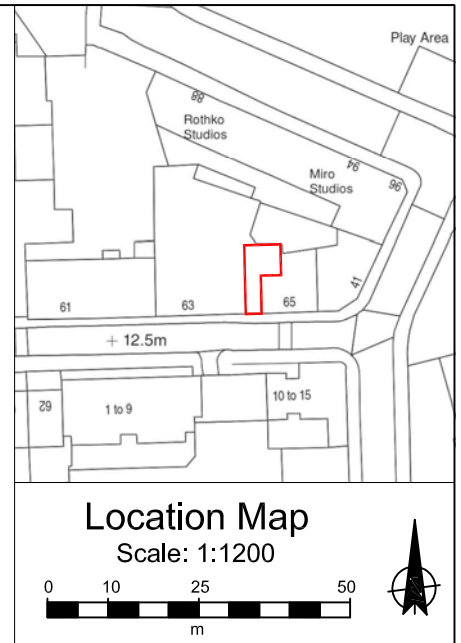 Play Area
88
Rothko
Studios
94
Miro
Studios
96
41
61
63
65
+ 12.5m
62
1 to 9
10 to 15
Location Map
Scale: 1:1200
0 10 25 50
m
N